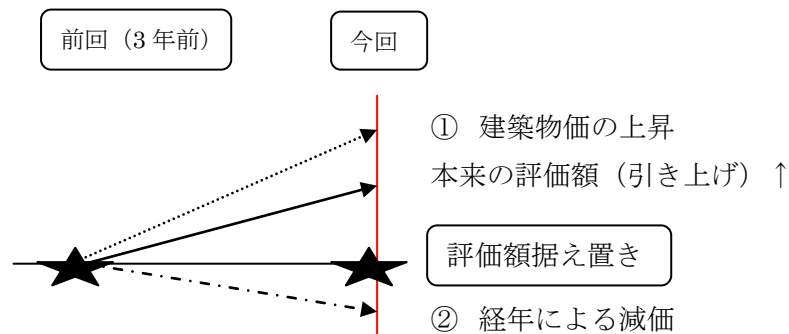 前回（3年前）
今回
① 建築物価の上昇
本来の評価額（引き上げ）↑
評価額据え置き
② 経年による減価